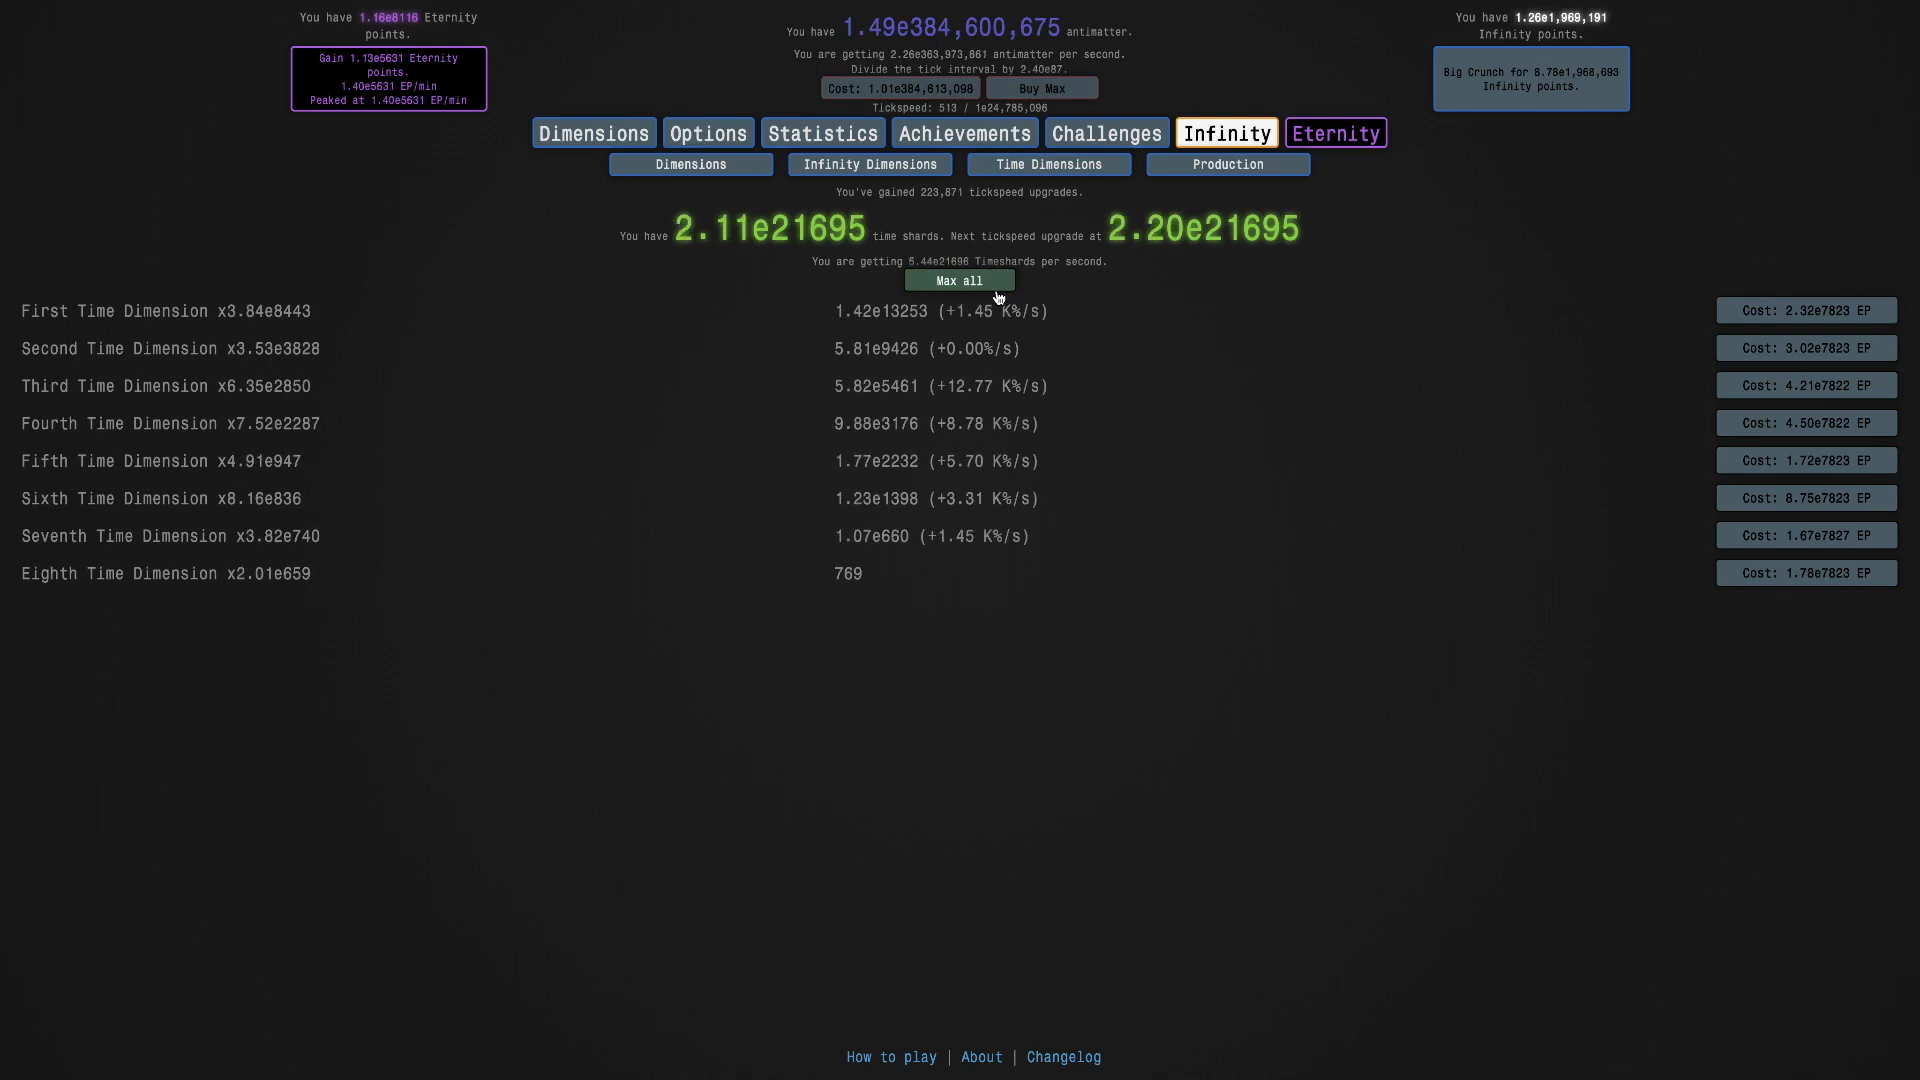 You have 1.16e8116 Eternity
points.
Gain 1.13e5631 Eternity
points.
1.40e5631 EP/min
Peaked at 1.40e5631 EP/min
You have 1.49e384,600,675 antimatter.
You are getting 2.26e363,973,861 antimatter per second.
Divide the tick interval by 2.40e87.
Cost: 1.01e384,613,098
Buy Max
Tickspeed: 513 / 1e24,785,096
You have 1.26e1,969,191
Infinity points.
Big Crunch for 8.78e1,968,693
Infinity points.
Dimensions
Options
Statistics
Achievements
Challenges
Infinity
Eternity
Dimensions
Infinity Dimensions
Time Dimensions
Production
You've gained 223,871 tickspeed upgrades.
You have 2.11e21695 time shards. Next tickspeed upgrade at 2.20e21695
You are getting 5.44e21696 Timeshards per second.
Max all
First Time Dimension x3.84e8443 1.42e13253 (+1.45 K%/s) Cost: 2.32e7823 EP
Second Time Dimension x3.53e3828 5.81e9426 (+0.00%/s) Cost: 3.02e7823 EP
Third Time Dimension x6.35e2850 5.82e5461 (+12.77 K%/s) Cost: 4.21e7822 EP
Fourth Time Dimension x7.52e2287 9.88e3176 (+8.78 K%/s) Cost: 4.50e7822 EP
Fifth Time Dimension x4.91e947 1.77e2232 (+5.70 K%/s) Cost: 1.72e7823 EP
Sixth Time Dimension x8.16e836 1.23e1398 (+3.31 K%/s) Cost: 8.75e7823 EP
Seventh Time Dimension x3.82e740 1.07e660 (+1.45 K%/s) Cost: 1.67e7827 EP
Eighth Time Dimension x2.01e659 769 Cost: 1.78e7823 EP
How to play | About | Changelog